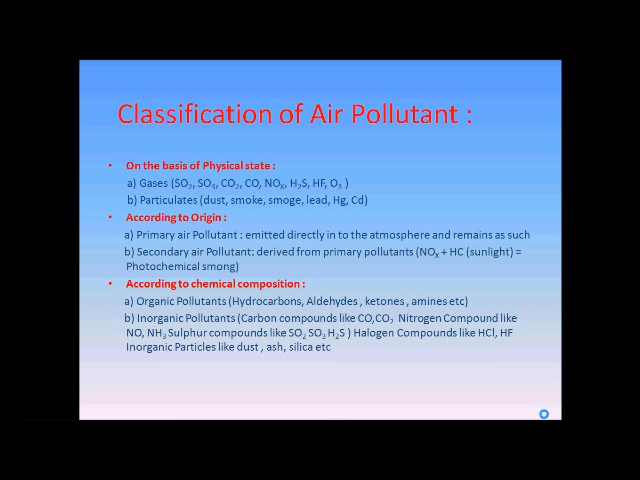 Classification of Air Pollutant :
• On the basis of Physical state :
a) Gases (SO₂, SO₃, CO₂, CO, NOₓ, H₂S, HF, O₃ )
b) Particulates (dust, smoke, smoge, lead, Hg, Cd)
• According to Origin :
a) Primary air Pollutant : emitted directly in to the atmosphere and remains as such
b) Secondary air Pollutant: derived from primary pollutants (NOₓ + HC (sunlight) =
Photochemical smong)
• According to chemical composition :
a) Organic Pollutants (Hydrocarbons, Aldehydes , ketones , amines etc)
b) Inorganic Pollutants (Carbon compounds like CO,CO₂ Nitrogen Compound like
NO, NH₃ Sulphur compounds like SO₂ SO₃ H₂S ) Halogen Compounds like HCl, HF
Inorganic Particles like dust , ash, silica etc